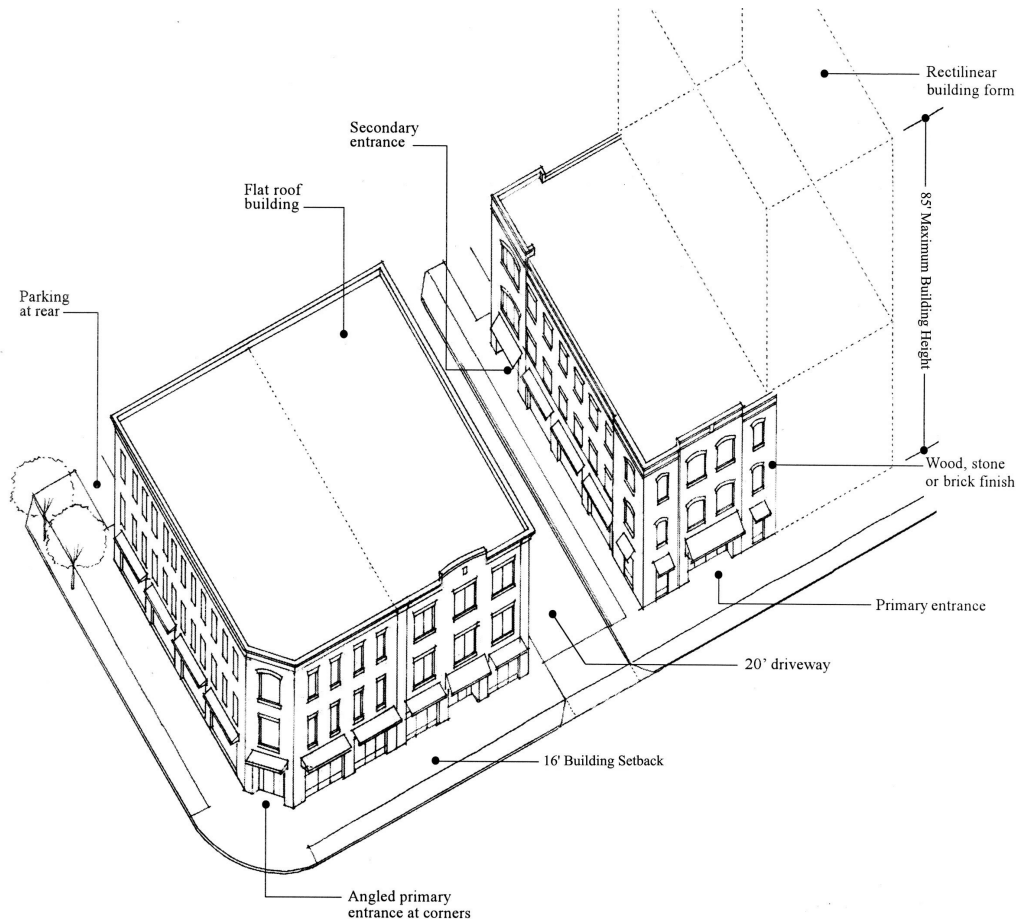 Rectilinear
building form
Secondary
entrance
Flat roof
building
85' Maximum Building Height
Parking
at rear
Wood, stone
or brick finish
Primary entrance
20’ driveway
16' Building Setback
Angled primary
entrance at corners